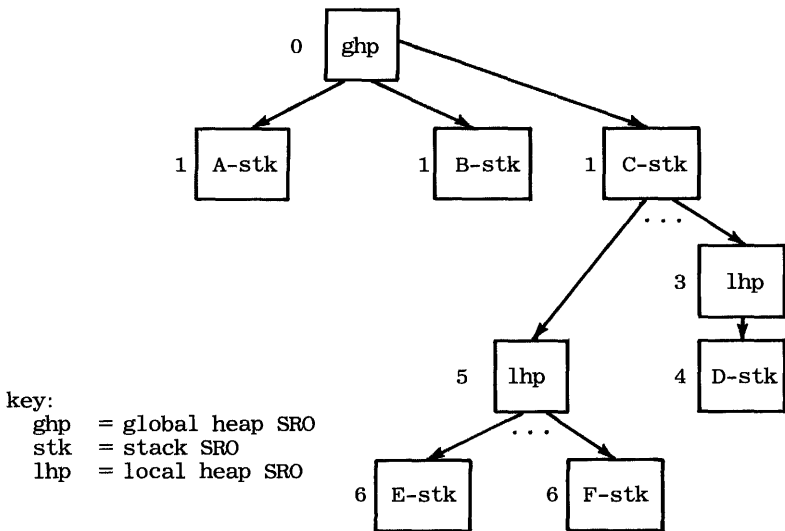 0 ghp
1 A-stk 1 B-stk 1 C-stk
. . .
3 lhp
5 lhp 4 D-stk
key:
ghp = global heap SRO
stk = stack SRO
lhp = local heap SRO
. . .
6 E-stk 6 F-stk